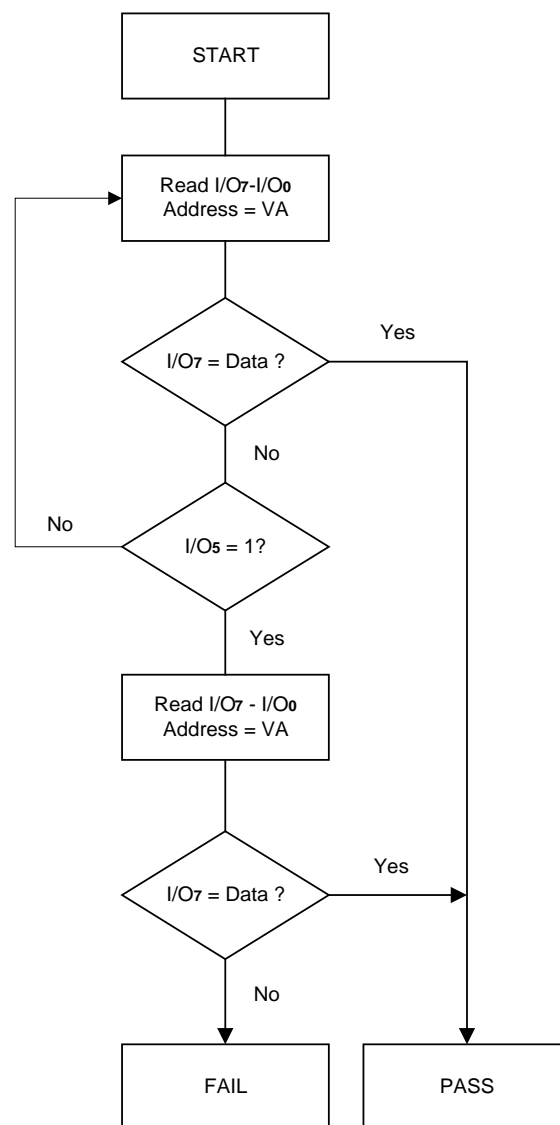 START
Read I/O7-I/O0
Address = VA
Yes
I/O7 = Data ?
No
No
I/O5 = 1?
Yes
Read I/O7 - I/O0
Address = VA
Yes
I/O7 = Data ?
No
FAIL
PASS